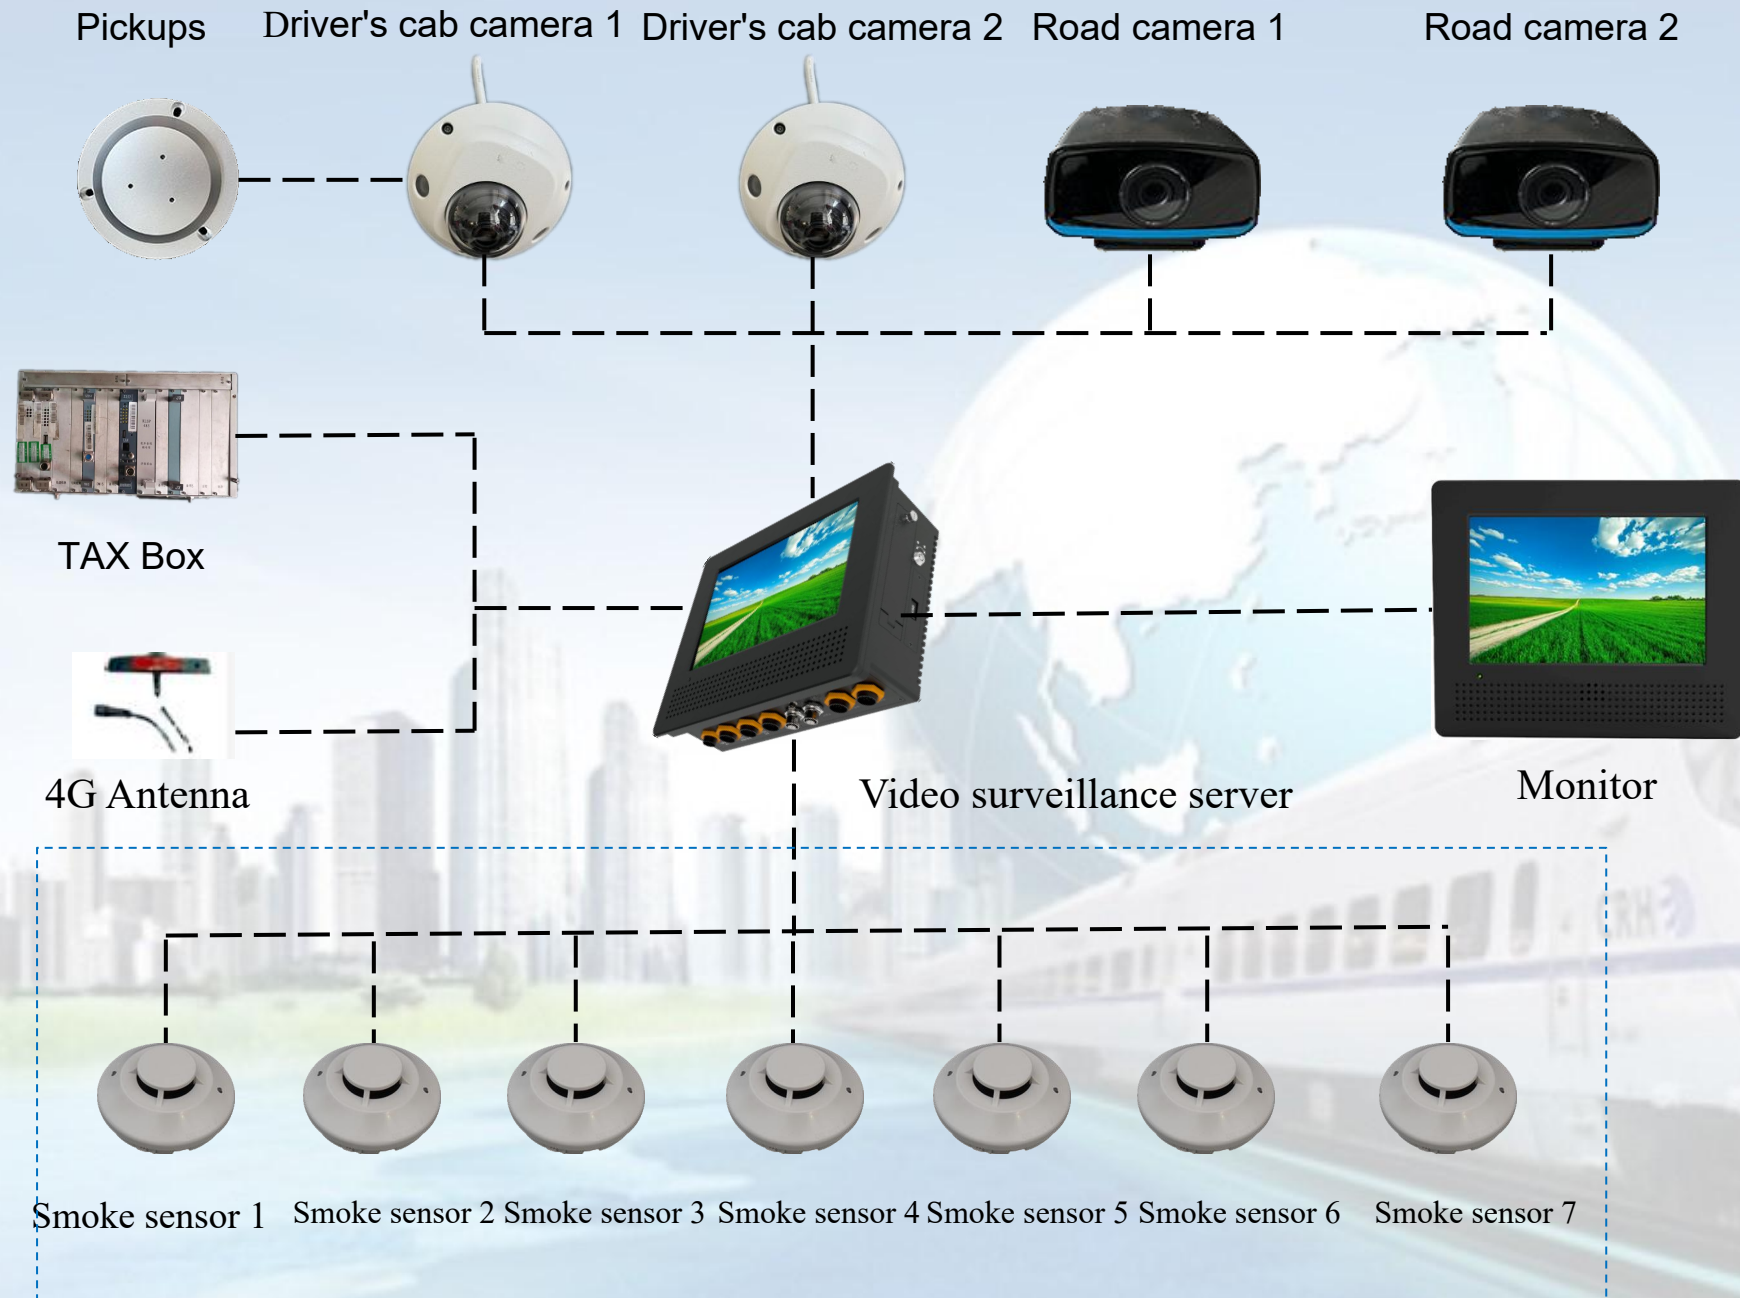 Pickups
Driver's cab camera 1
Driver's cab camera 2
Road camera 1
Road camera 2
TAX Box
4G Antenna
Video surveillance server
Monitor
CRH
Smoke sensor 1
Smoke sensor 2
Smoke sensor 3
Smoke sensor 4
Smoke sensor 5
Smoke sensor 6
Smoke sensor 7